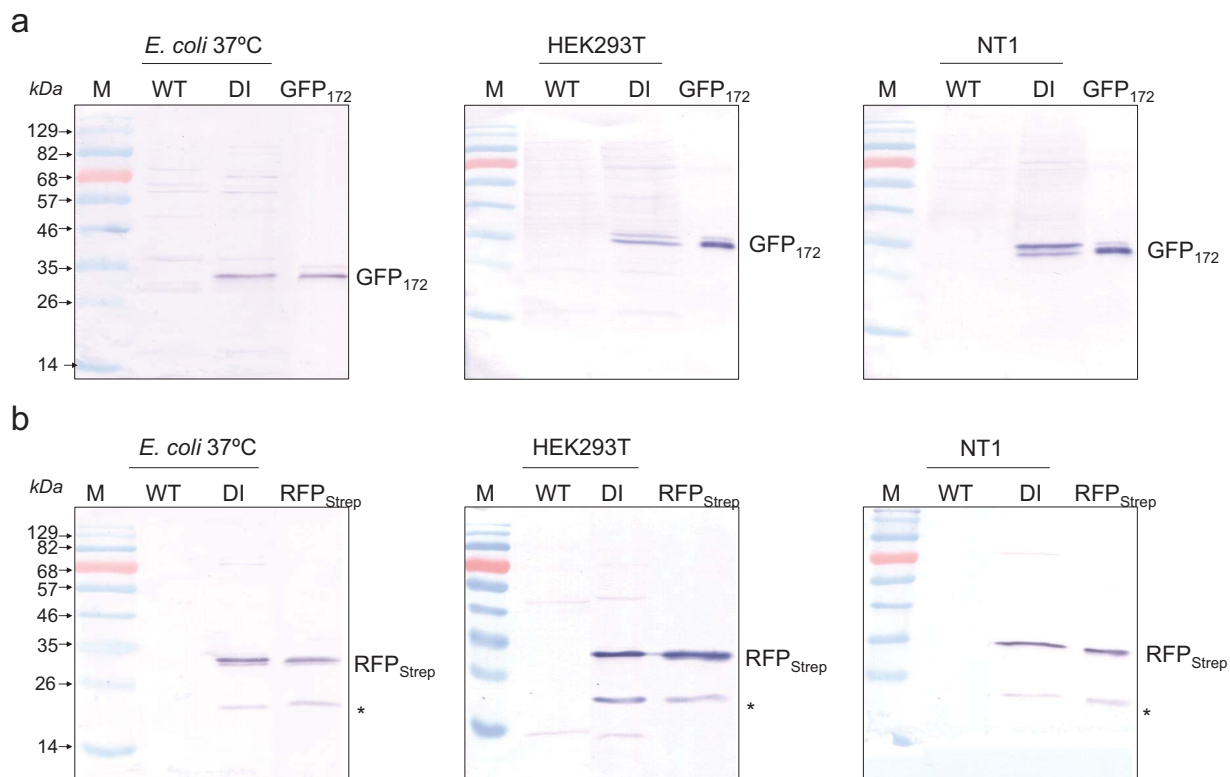 a
E. coli 37ºC HEK293T NT1
kDa M WT DI GFP172 M WT DI GFP172 M WT DI GFP172
129
82
68
57
46
35
26
14
GFP172 GFP172 GFP172
b
E. coli 37ºC HEK293T NT1
kDa M WT DI RFPStrep M WT DI RFPStrep M WT DI RFPStrep
129
82
68
57
46
35
26
14
RFPStrep RFPStrep RFPStrep
* * *